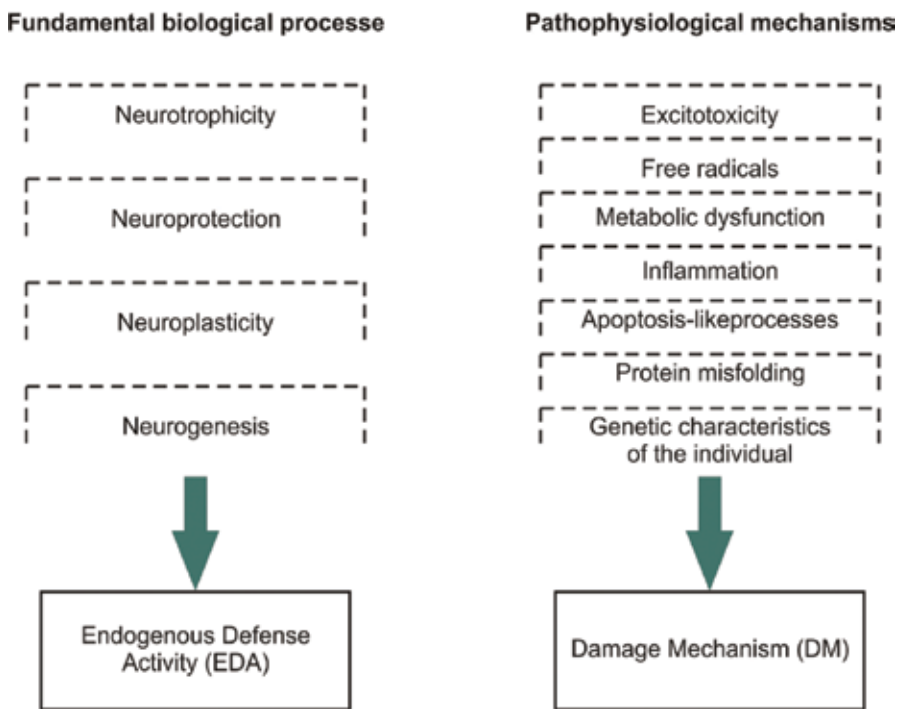 Fundamental biological processe
Neurotrophicity
Neuroprotection
Neuroplasticity
Neurogenesis
Endogenous Defense
Activity (EDA)
Pathophysiological mechanisms
Excitotoxicity
Free radicals
Metabolic dysfunction
Inflammation
Apoptosis-likeprocesses
Protein misfolding
Genetic characteristics
of the individual
Damage Mechanism (DM)